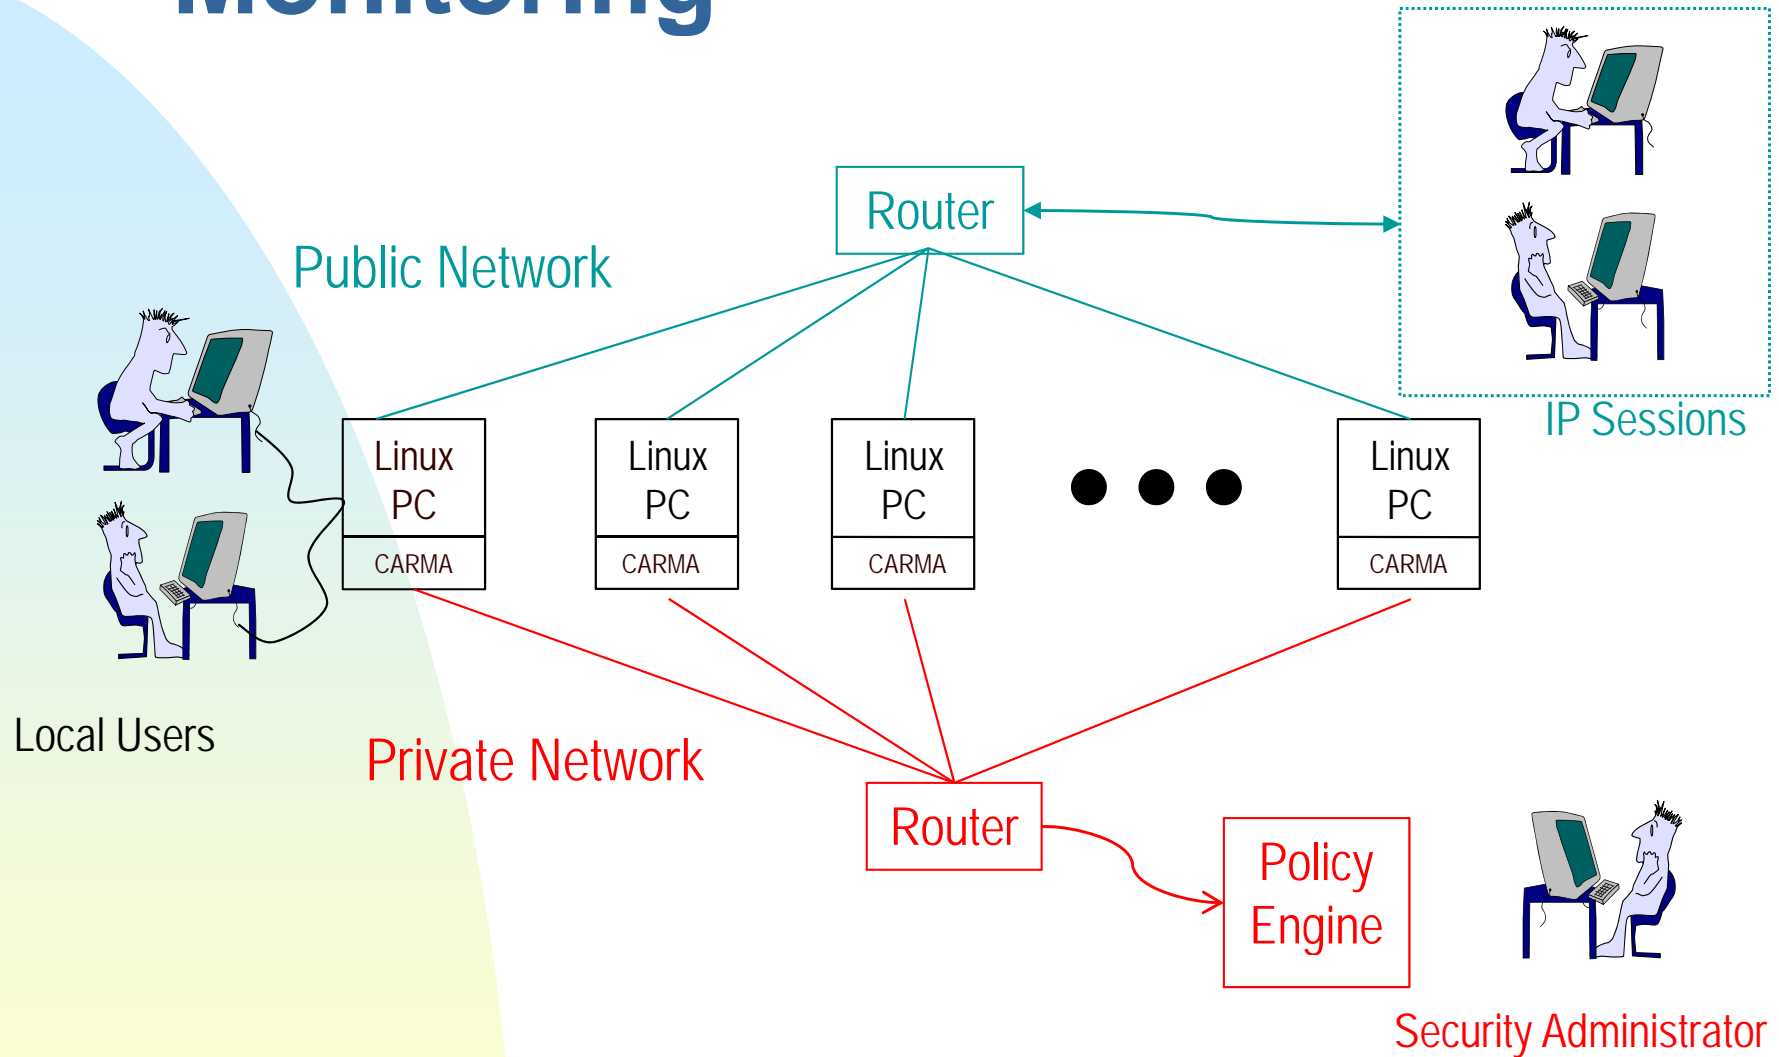 Monitoring
Router
Public Network
IP Sessions
Linux
PC
CARMA
Linux
PC
CARMA
Linux
PC
CARMA
Linux
PC
CARMA
Local Users
Private Network
Router
Policy
Engine
Security Administrator